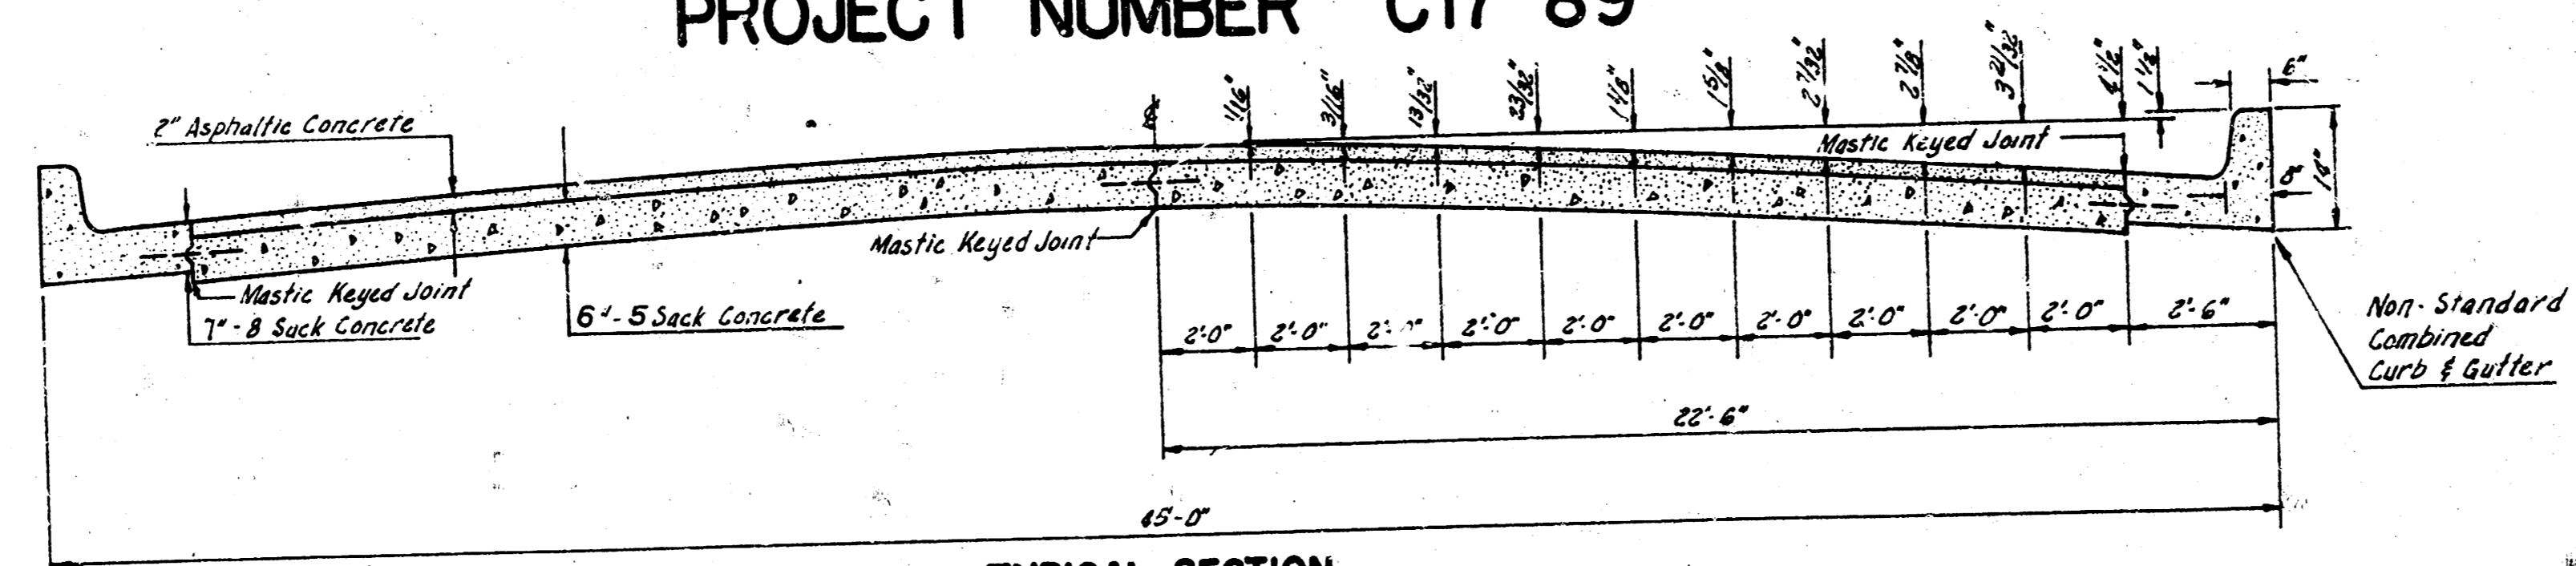 PROJECT NUMBER C17 89
2" Asphaltic Concrete
1/16"
3/16"
13/32"
23/32"
1 1/8"
1 5/8"
2 7/32"
2 7/8"
3 21/32"
4 1/2"
1 1/2"
6"
Mastic Keyed Joint
8"
14"
Mastic Keyed Joint
Mastic Keyed Joint
7" - 8 Sack Concrete
6" - 5 Sack Concrete
2'-0" 2'-0" 2'-0" 2'-0" 2'-0" 2'-0" 2'-0" 2'-0" 2'-0" 2'-0" 2'-6"
Non-Standard
Combined
Curb & Gutter
22'-6"
45'-0"
TYPICAL SECTION